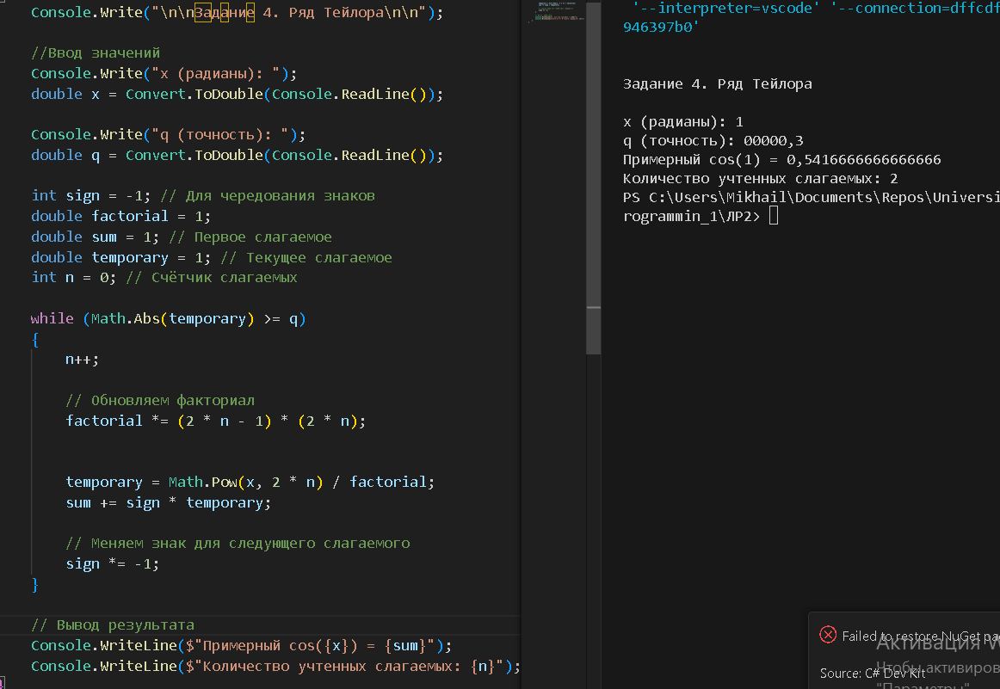 Console.Write("\n\nЗадание 4. Ряд Тейлора\n\n");
//Ввод значений
Console.Write("x (радианы): ");
double x = Convert.ToDouble(Console.ReadLine());
Console.Write("q (точность): ");
double q = Convert.ToDouble(Console.ReadLine());
int sign = -1; // Для чередования знаков
double factorial = 1;
double sum = 1; // Первое слагаемое
double temporary = 1; // Текущее слагаемое
int n = 0; // Счётчик слагаемых
while (Math.Abs(temporary) >= q)
{
n++;
// Обновляем факториал
factorial *= (2 * n - 1) * (2 * n);
temporary = Math.Pow(x, 2 * n) / factorial;
sum += sign * temporary;
// Меняем знак для следующего слагаемого
sign *= -1;
}
// Вывод результата
Console.WriteLine($"Примерный cos({x}) = {sum}");
Console.WriteLine($"Количество учтенных слагаемых: {n}");
'--interpreter=vscode' '--connection=dffcdf
946397b0'
Задание 4. Ряд Тейлора
x (радианы): 1
q (точность): 00000,3
Примерный cos(1) = 0,5416666666666666
Количество учтенных слагаемых: 2
PS C:\Users\Mikhail\Documents\Repos\Universi
rogrammin_1\ЛР2>
Failed to restore NuGet pa
Source: C# Dev Kit
Активация W
Чтобы активиров
"Параметры"